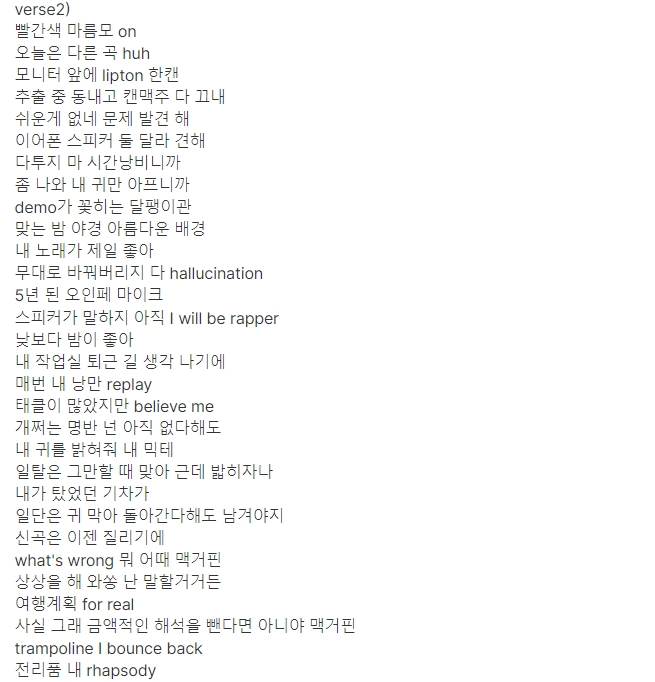 verse2)
빨간색 마름모 on
오늘은 다른 곡 huh
모니터 앞에 lipton 한캔
추출 중 동내고 캔맥주 다 끄내
쉬운게 없네 문제 발견 해
이어폰 스피커 둘 달라 견해
다투지 마 시간낭비니까
좀 나와 내 귀만 아프니까
demo가 꽃히는 달팽이관
맞는 밤 야경 아름다운 배경
내 노래가 제일 좋아
무대로 바꿔버리지 다 hallucination
5년 된 오인페 마이크
스피커가 말하지 아직 I will be rapper
낮보다 밤이 좋아
내 작업실 퇴근 길 생각 나기에
매번 내 낭만 replay
태클이 많았지만 believe me
개쩌는 명반 넌 아직 없다해도
내 귀를 밝혀줘 내 믹테
일탈은 그만할 때 맞아 근데 밟히자나
내가 탔었던 기차가
일단은 귀 막아 돌아간다해도 남겨야지
신곡은 이젠 질리기에
what's wrong 뭐 어때 맥거핀
상상을 해 와쏭 난 말할거거든
여행계획 for real
사실 그래 금액적인 해석을 뺀다면 아니야 맥거핀
trampoline I bounce back
전리품 내 rhapsody